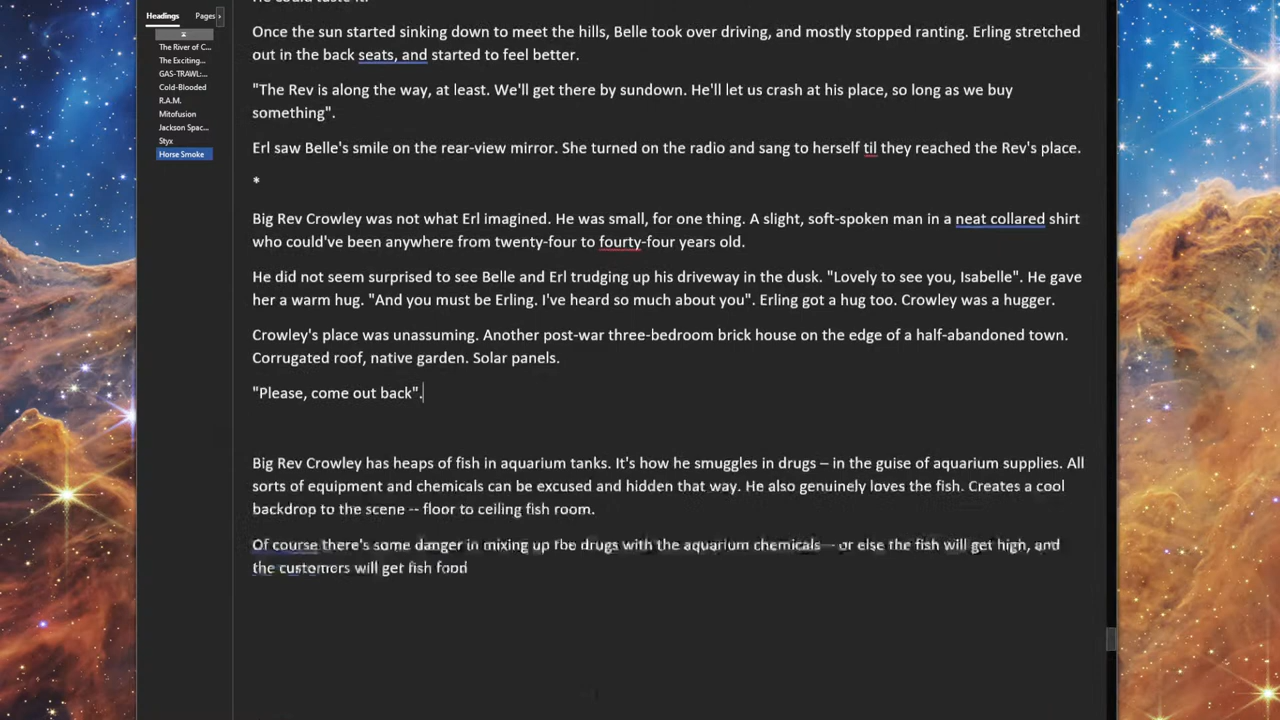 He could taste it.
Headings
Pages
The River of C...
The Exciting...
GAS-TRAWL:...
Cold-Blooded
R.A.M.
Mitofusion
Jackson Spac...
Styx
Horse Smoke
Once the sun started sinking down to meet the hills, Belle took over driving, and mostly stopped ranting. Erling stretched
out in the back seats, and started to feel better.
"The Rev is along the way, at least. We'll get there by sundown. He'll let us crash at his place, so long as we buy
something".
Erl saw Belle's smile on the rear-view mirror. She turned on the radio and sang to herself til they reached the Rev's place.
*
Big Rev Crowley was not what Erl imagined. He was small, for one thing. A slight, soft-spoken man in a neat collared shirt
who could've been anywhere from twenty-four to fourty-four years old.
He did not seem surprised to see Belle and Erl trudging up his driveway in the dusk. "Lovely to see you, Isabelle". He gave
her a warm hug. "And you must be Erling. I've heard so much about you". Erling got a hug too. Crowley was a hugger.
Crowley's place was unassuming. Another post-war three-bedroom brick house on the edge of a half-abandoned town.
Corrugated roof, native garden. Solar panels.
"Please, come out back".
Big Rev Crowley has heaps of fish in aquarium tanks. It's how he smuggles in drugs – in the guise of aquarium supplies. All
sorts of equipment and chemicals can be excused and hidden that way. He also genuinely loves the fish. Creates a cool
backdrop to the scene -- floor to ceiling fish room.
Of course there's some danger in mixing up the drugs with the aquarium chemicals – or else the fish will get high, and
the customers will get fish food